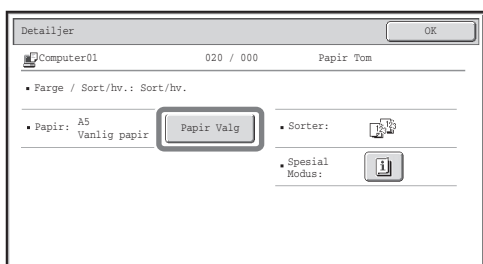 Detailjer OK
Computer01 020 / 000 Papir Tom
▪ Farge / Sort/hv.: Sort/hv.
▪ Papir: A5
Vanlig papir
Papir Valg
▪ Sorter:
▪ Spesial
Modus: